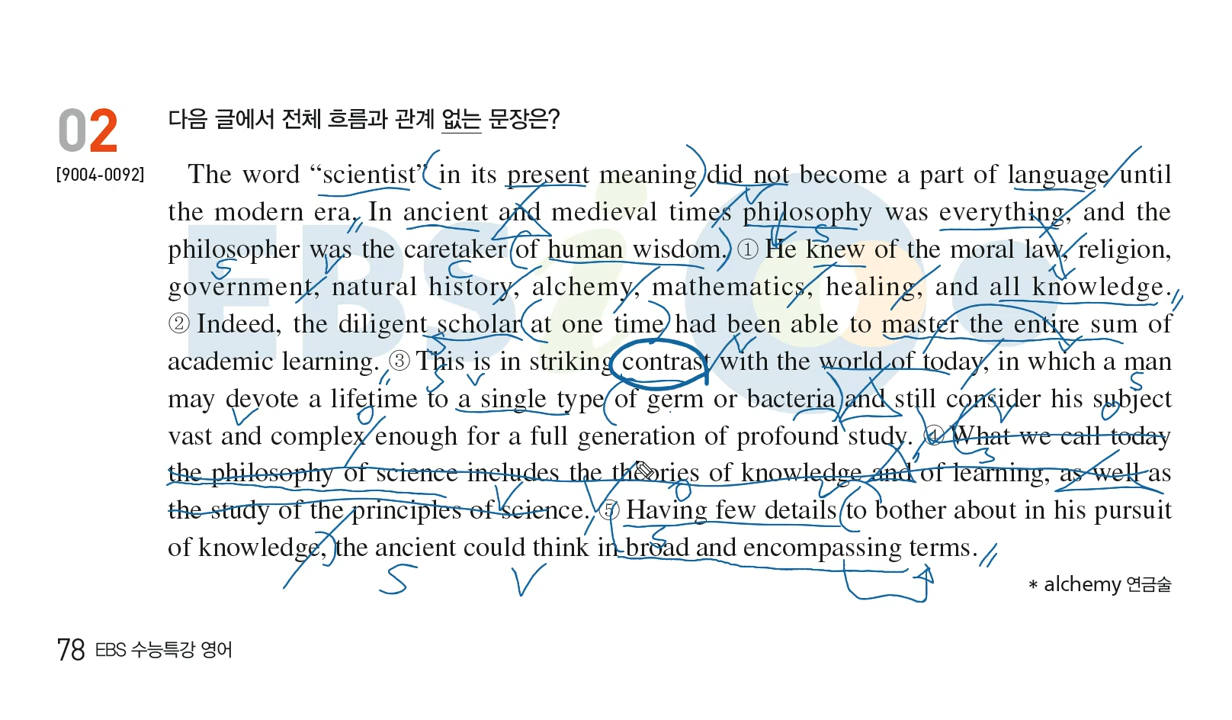 02
다음 글에서 전체 흐름과 관계 없는 문장은?
[9004-0092]
The word “scientist” in its present meaning did not become a part of language until
the modern era. In ancient and medieval times philosophy was everything, and the
philosopher was the caretaker of human wisdom. ① He knew of the moral law, religion,
government, natural history, alchemy, mathematics, healing, and all knowledge.
② Indeed, the diligent scholar at one time had been able to master the entire sum of
academic learning. ③ This is in striking contrast with the world of today, in which a man
may devote a lifetime to a single type of germ or bacteria and still consider his subject
vast and complex enough for a full generation of profound study. ④ What we call today
the philosophy of science includes the theories of knowledge and of learning, as well as
the study of the principles of science. ⑤ Having few details to bother about in his pursuit
of knowledge, the ancient could think in broad and encompassing terms.
* alchemy 연금술
78 EBS 수능특강 영어